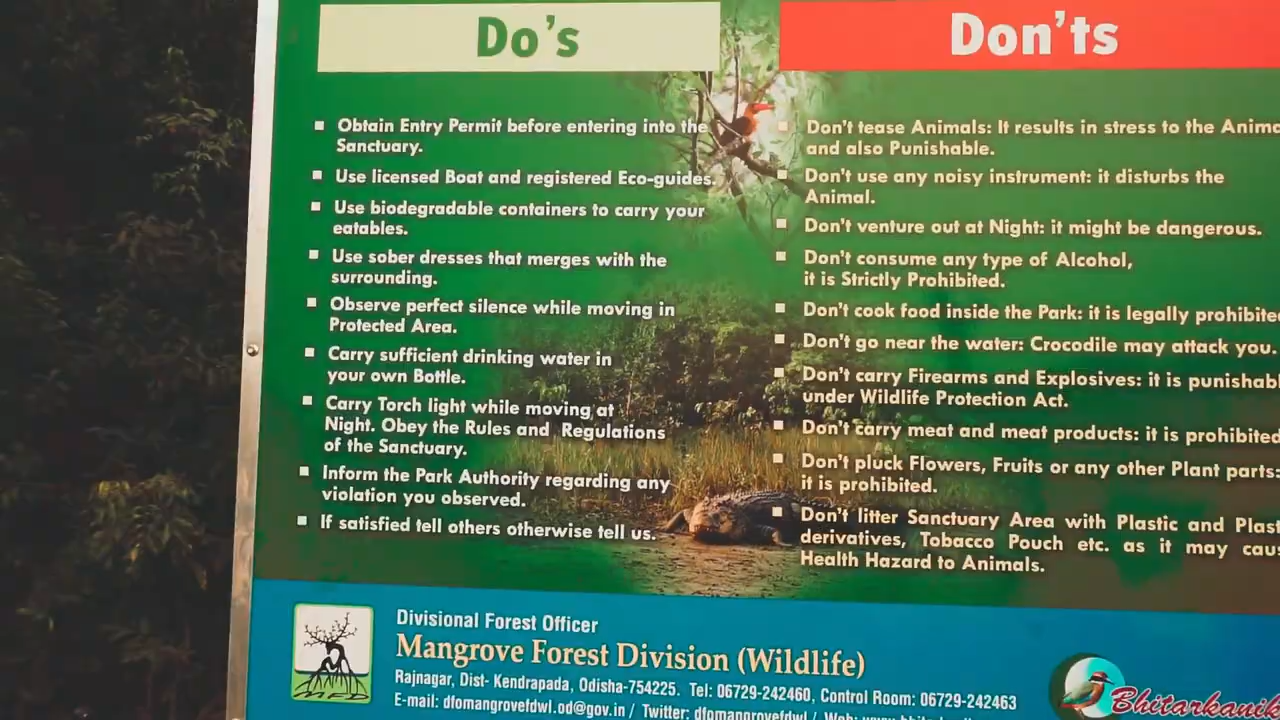 Do's
Obtain Entry Permit before entering into the
Sanctuary.
Use licensed Boat and registered Eco-guides.
Use biodegradable containers to carry your
eatables.
Use sober dresses that merges with the
surrounding.
Observe perfect silence while moving in
Protected Area.
Carry sufficient drinking water in
your own Bottle.
Carry Torch light while moving at
Night. Obey the Rules and Regulations
of the Sanctuary.
Inform the Park Authority regarding any
violation you observed.
If satisfied tell others otherwise tell us.
Don'ts
Don't tease Animals: It results in stress to the
and also Punishable.
Don't use any noisy instrument: it disturbs the
Animal.
Don't venture out at Night: it might be dangerous.
Don't consume any type of Alcohol,
it is Strictly Prohibited.
Don't cook food inside the Park: it is legally
Don't go near the water: Crocodile may attack you.
Don't carry Firearms and Explosives: it is
under Wildlife Protection Act.
Don't carry meat and meat products: it is prohibited
Don't pluck Flowers, Fruits or any other Plant parts:
it is prohibited.
Don't litter Sanctuary Area with Plastic and
derivatives, Tobacco Pouch etc. as it may
Health Hazard to Animals.
Divisional Forest Officer
Mangrove Forest Division (Wildlife)
Rajnagar, Dist- Kendrapada, Odisha-754225. Tel: 06729-242460, Control Room: 06729-242463
E-mail: dfomangrovefdwl.od@gov.in / Twitter: dfomangrovefdwl /